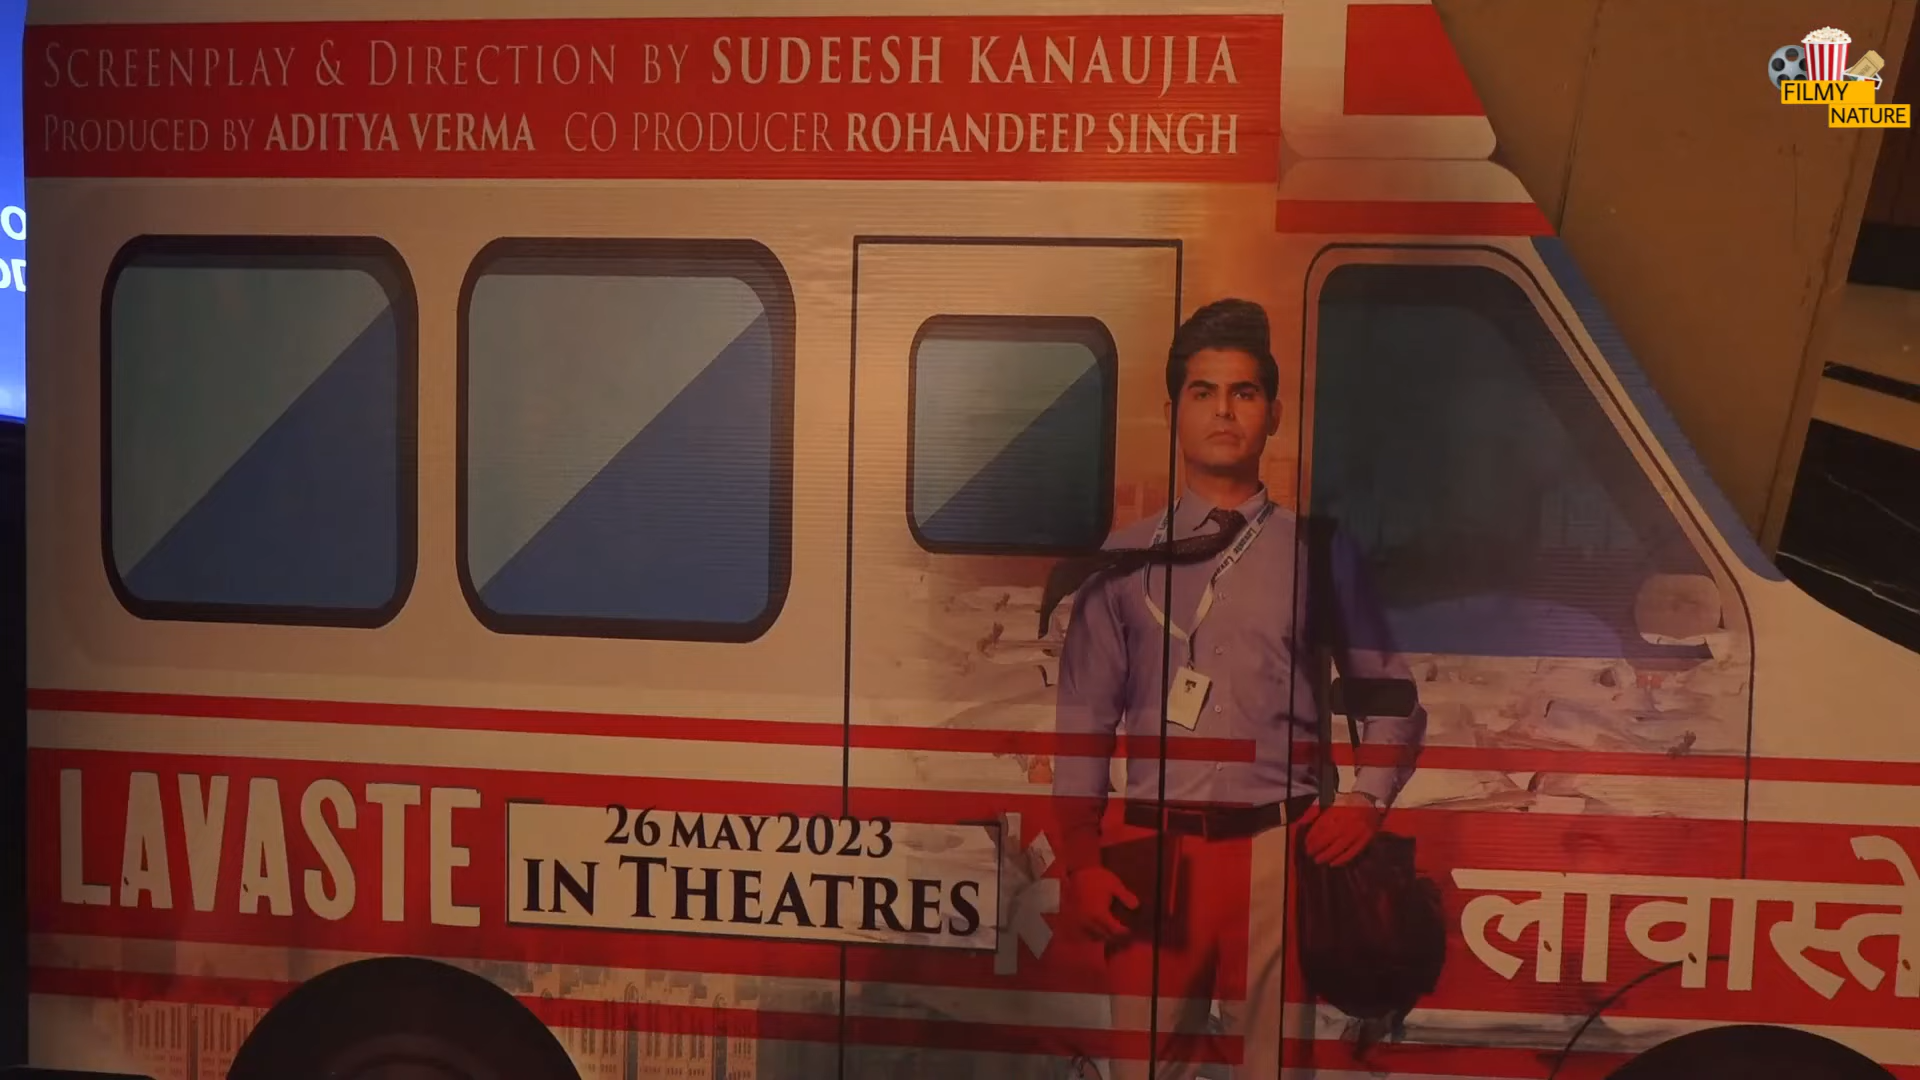 SCREENPLAY & DIRECTION BY SUDEESH KANAUJIA
PRODUCED BY ADITYA VERMA CO PRODUCER ROHANDEEP SINGH
FILMY
NATURE
Lavaste
LAVASTE
26 MAY 2023
IN THEATRES
लावास्ते